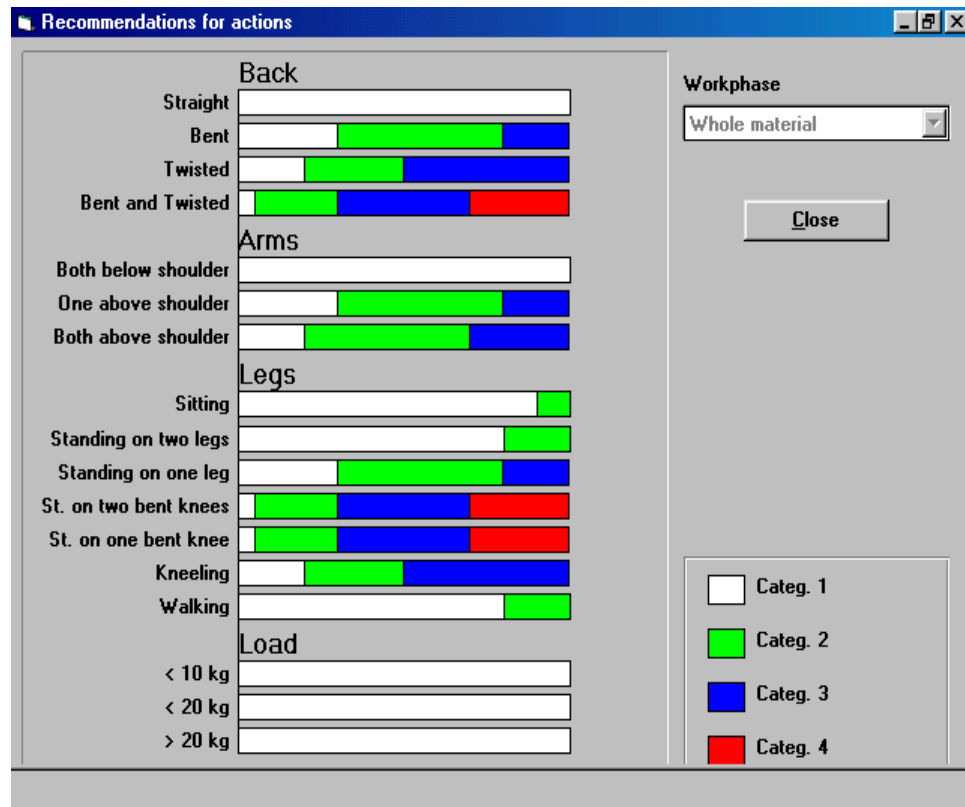 Recommendations for actions
Back
Straight
Bent
Twisted
Bent and Twisted
Arms
Both below shoulder
One above shoulder
Both above shoulder
Legs
Sitting
Standing on two legs
Standing on one leg
St. on two bent knees
St. on one bent knee
Kneeling
Walking
Load
< 10 kg
< 20 kg
> 20 kg
Workphase
Whole material
Close
Categ. 1
Categ. 2
Categ. 3
Categ. 4